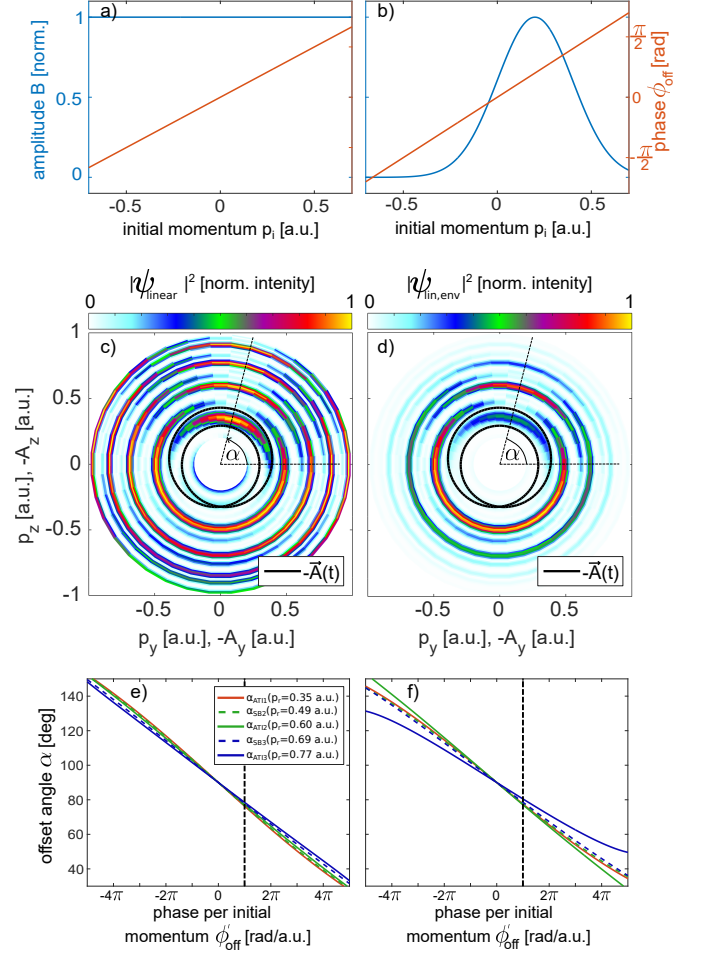 a)
b)
amplitude B [norm.]
1
0.5
0
-0.5
0
0.5
initial momentum p_i [a.u.]
-0.5
0
0.5
initial momentum p_i [a.u.]
π/2
0
-π/2
phase ϕ_off [rad]
|ψ_linear|² [norm. intenity]
0
1
|ψ_lin,env|² [norm. intenity]
0
1
c)
d)
p_z [a.u.], -A_z [a.u.]
1
0.5
0
-0.5
-1
α
α
-A⃗(t)
-A⃗(t)
-0.5
0
0.5
p_y [a.u.], -A_y [a.u.]
-0.5
0
0.5
p_y [a.u.], -A_y [a.u.]
e)
f)
α_ATI1(p_r=0.35 a.u.)
α_SB2(p_r=0.49 a.u.)
α_ATI2(p_r=0.60 a.u.)
α_SB3(p_r=0.69 a.u.)
α_ATI3(p_r=0.77 a.u.)
offset angle α [deg]
140
120
100
80
60
40
-4π
-2π
0
2π
4π
-4π
-2π
0
2π
4π
phase per initial
momentum ϕ'_off [rad/a.u.]
phase per initial
momentum ϕ'_off [rad/a.u.]